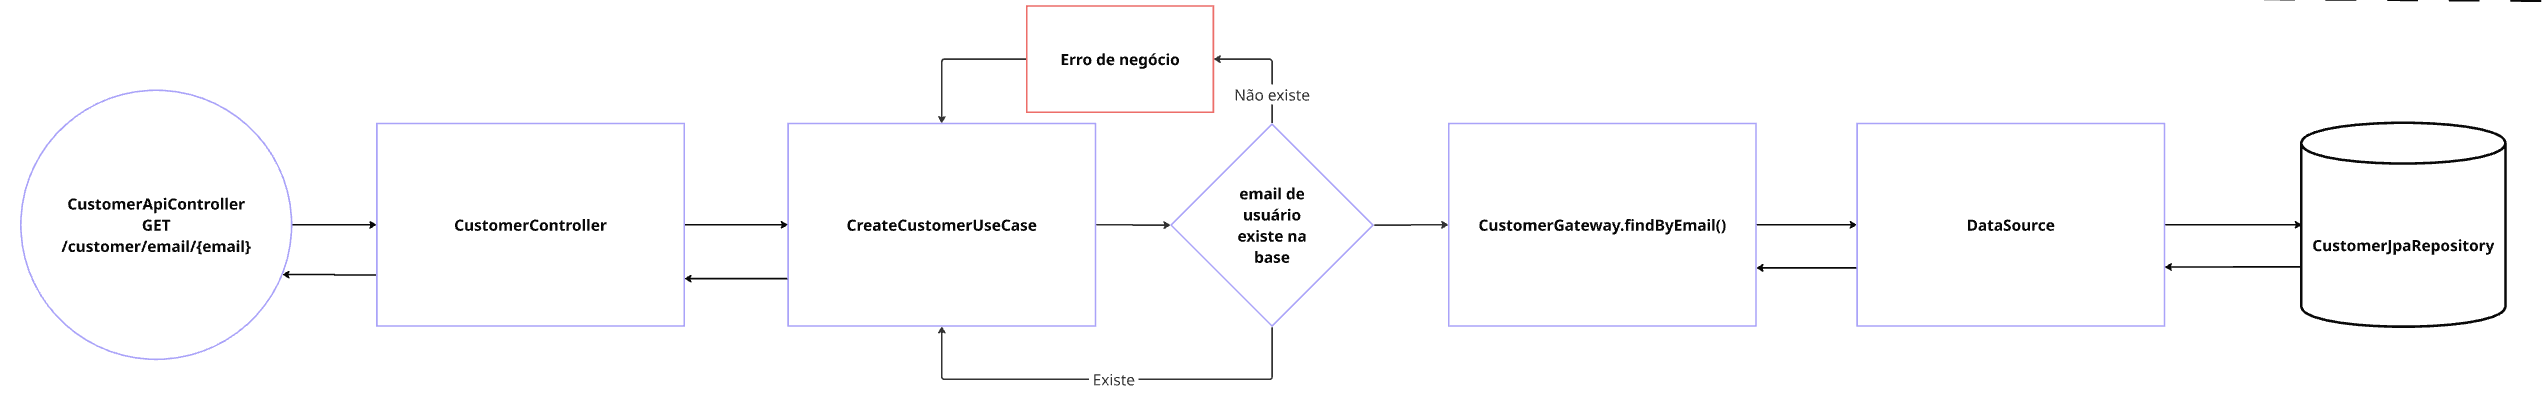 Erro de negócio
Não existe
CustomerApiController
GET
/customer/email/{email}
CustomerController
CreateCustomerUseCase
email de
usuário
existe na
base
CustomerGateway.findByEmail()
DataSource
CustomerJpaRepository
Existe